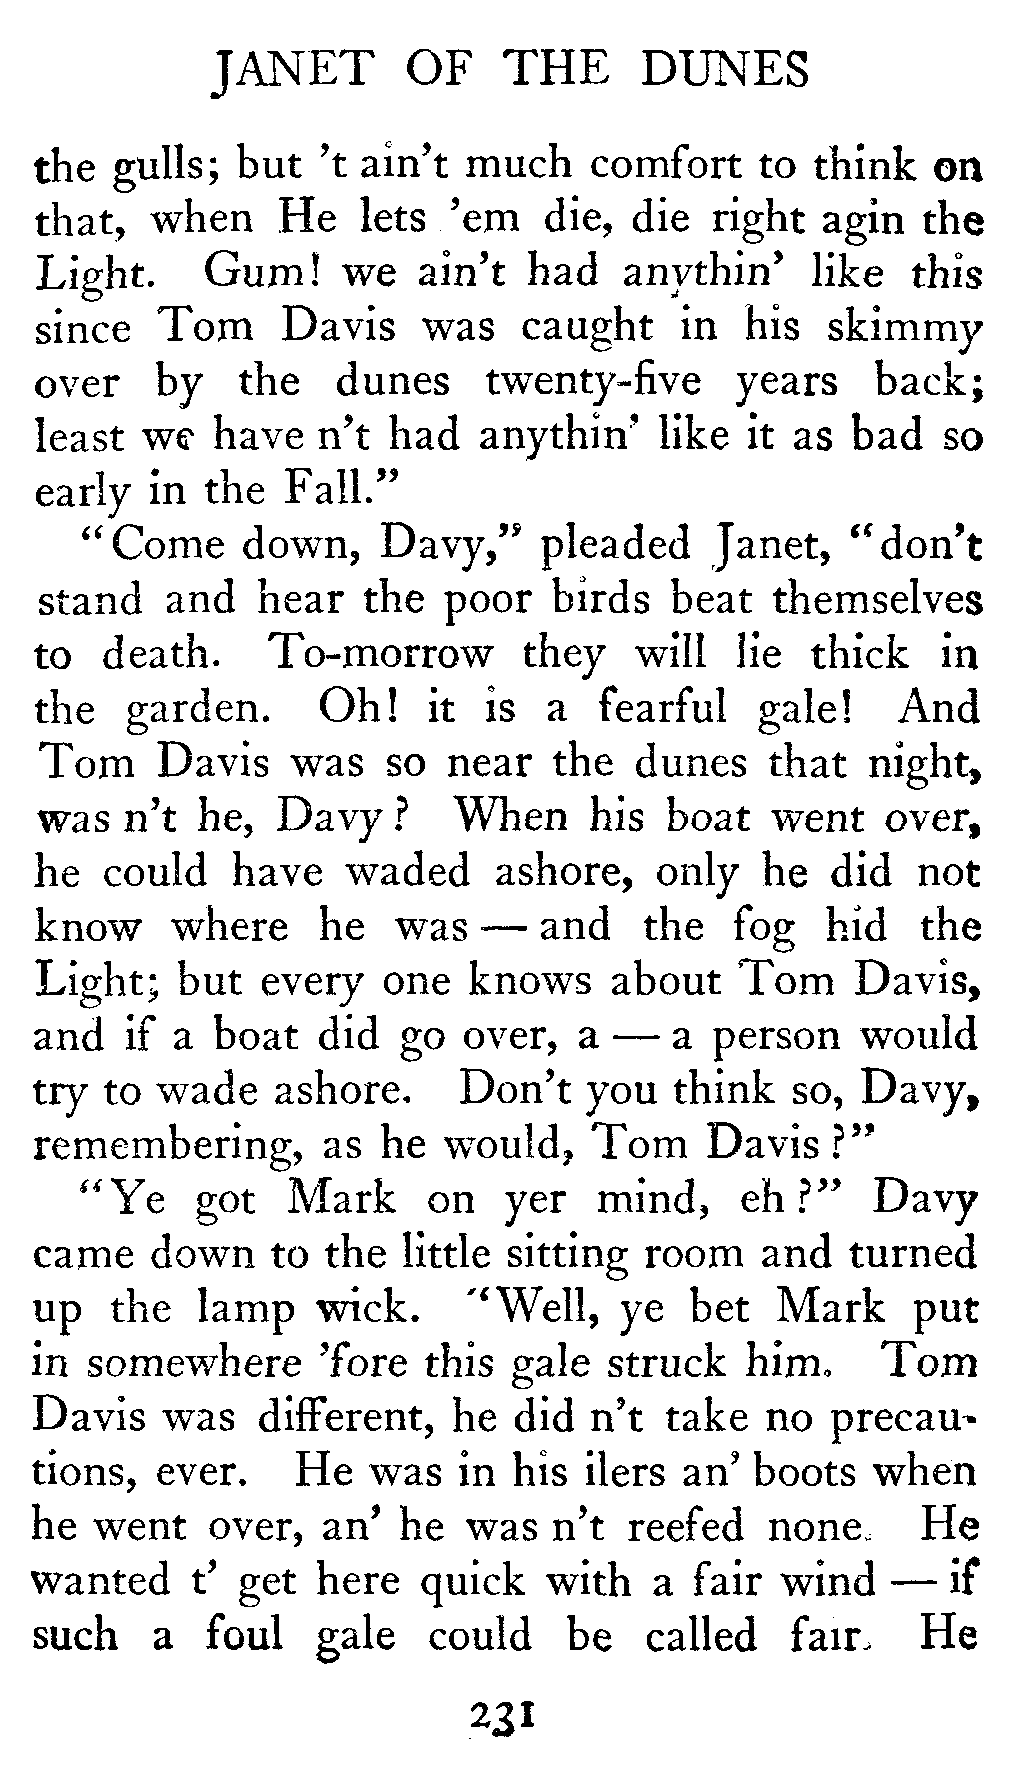 JANET OF THE DUNES
the gulls; but 't ain't much comfort to think on
that, when He lets 'em die, die right agin the
Light. Gum! we ain't had anythin' like this
since Tom Davis was caught in his skimmy
over by the dunes twenty-five years back;
least we have n't had anythin' like it as bad so
early in the Fall."
"Come down, Davy," pleaded Janet, "don't
stand and hear the poor birds beat themselves
to death. To-morrow they will lie thick in
the garden. Oh! it is a fearful gale! And
Tom Davis was so near the dunes that night,
was n't he, Davy? When his boat went over,
he could have waded ashore, only he did not
know where he was — and the fog hid the
Light; but every one knows about Tom Davis,
and if a boat did go over, a — a person would
try to wade ashore. Don't you think so, Davy,
remembering, as he would, Tom Davis?"
"Ye got Mark on yer mind, eh?" Davy
came down to the little sitting room and turned
up the lamp wick. "Well, ye bet Mark put
in somewhere 'fore this gale struck him. Tom
Davis was different, he did n't take no precau-
tions, ever. He was in his ilers an' boots when
he went over, an' he was n't reefed none. He
wanted t' get here quick with a fair wind — if
such a foul gale could be called fair. He
231